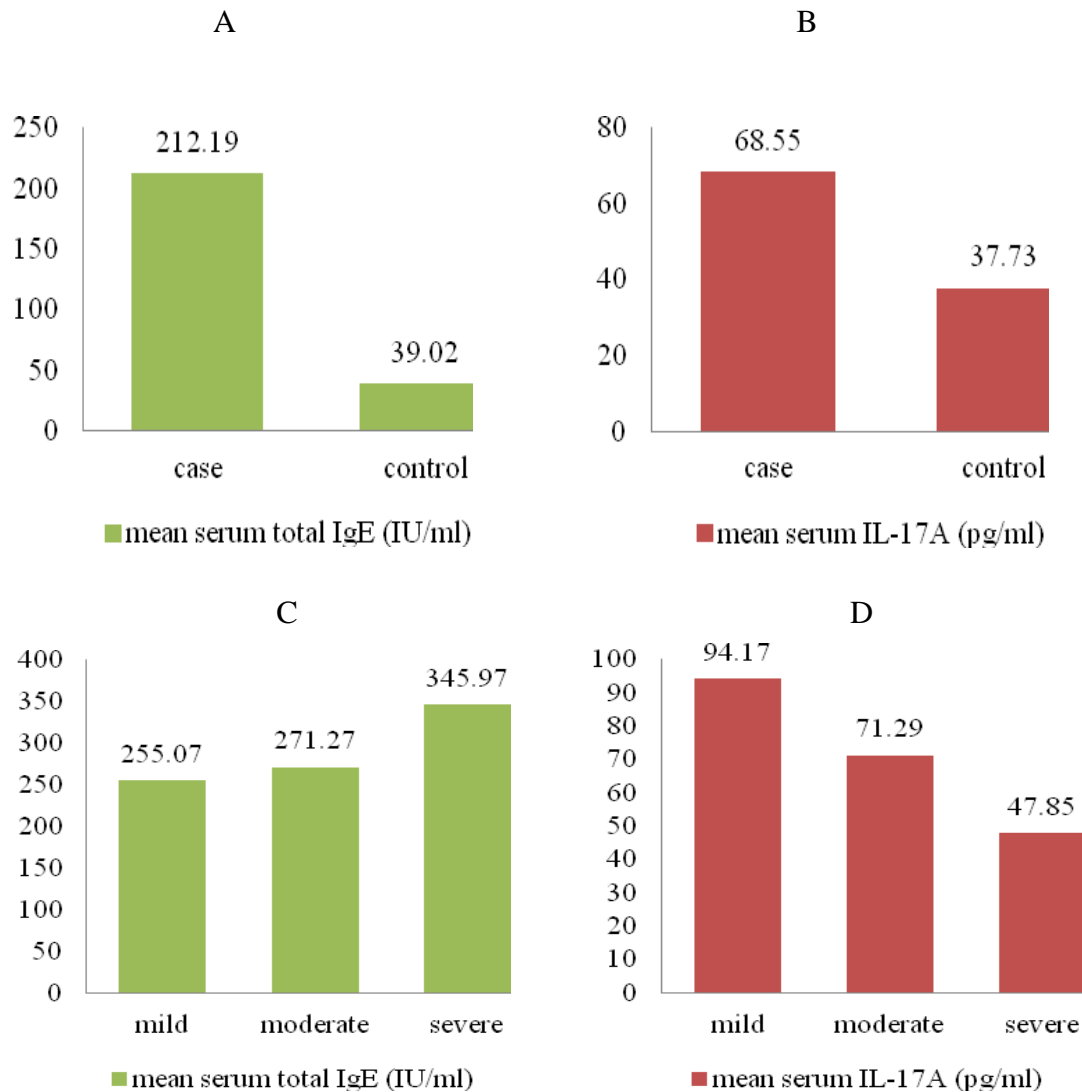 A
B
250
200
150
100
50
0
212.19
39.02
case
control
mean serum total IgE (IU/ml)
80
60
40
20
0
68.55
37.73
case
control
mean serum IL-17A (pg/ml)
C
D
400
350
300
250
200
150
100
50
0
255.07
271.27
345.97
mild
moderate
severe
mean serum total IgE (IU/ml)
100
90
80
70
60
50
40
30
20
10
0
94.17
71.29
47.85
mild
moderate
severe
mean serum IL-17A (pg/ml)